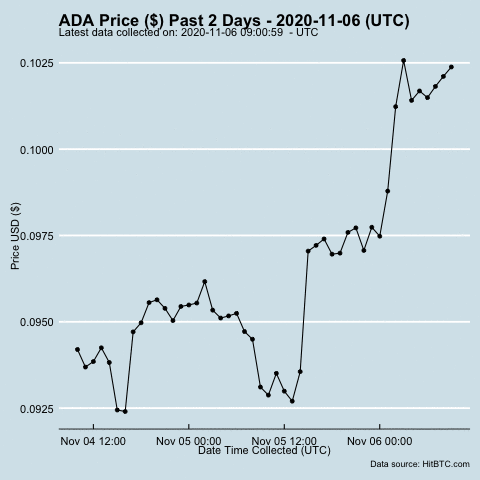 ADA Price ($) Past 2 Days - 2020-11-06 (UTC)
Latest data collected on: 2020-11-06 09:00:59  - UTC
0.1025
0.1000
0.0975
0.0950
0.0925
Price USD ($)
Nov 04 12:00 Nov 05 00:00 Nov 05 12:00 Nov 06 00:00
Date Time Collected (UTC)
Data source: HitBTC.com